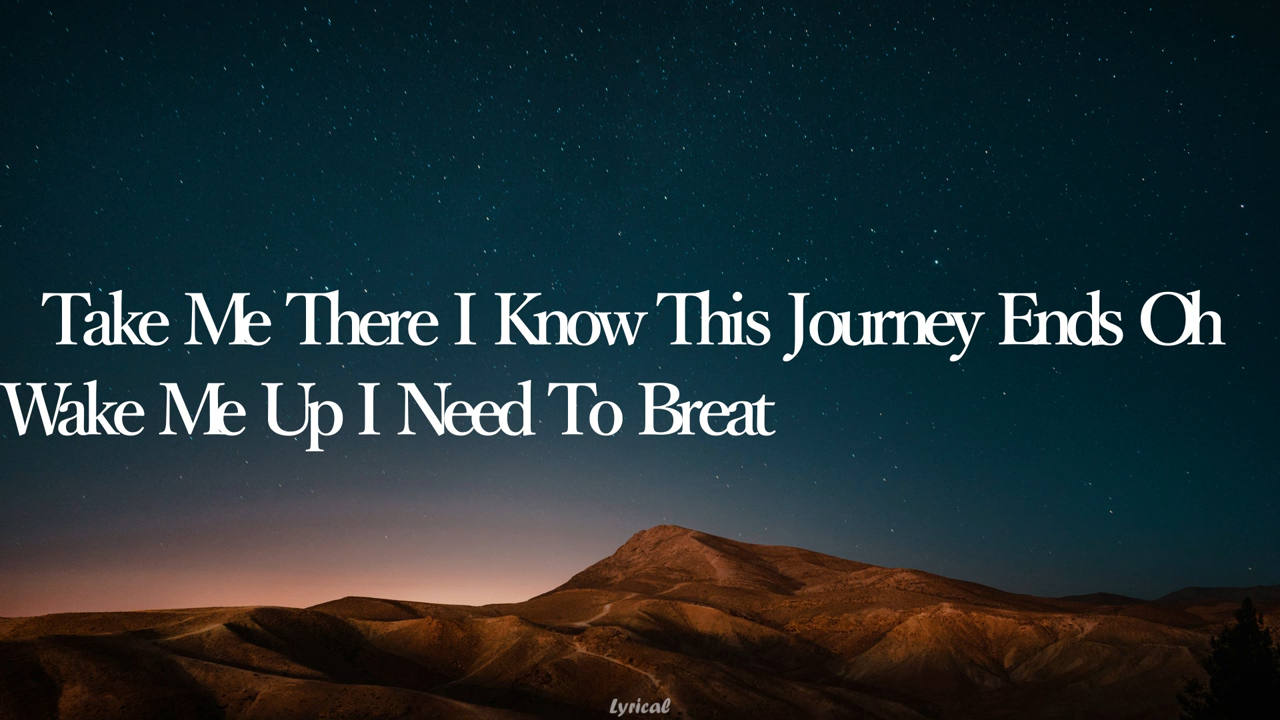 Take Me There I Know This Journey Ends Oh
Wake Me Up I Need To Breat
Lyrical